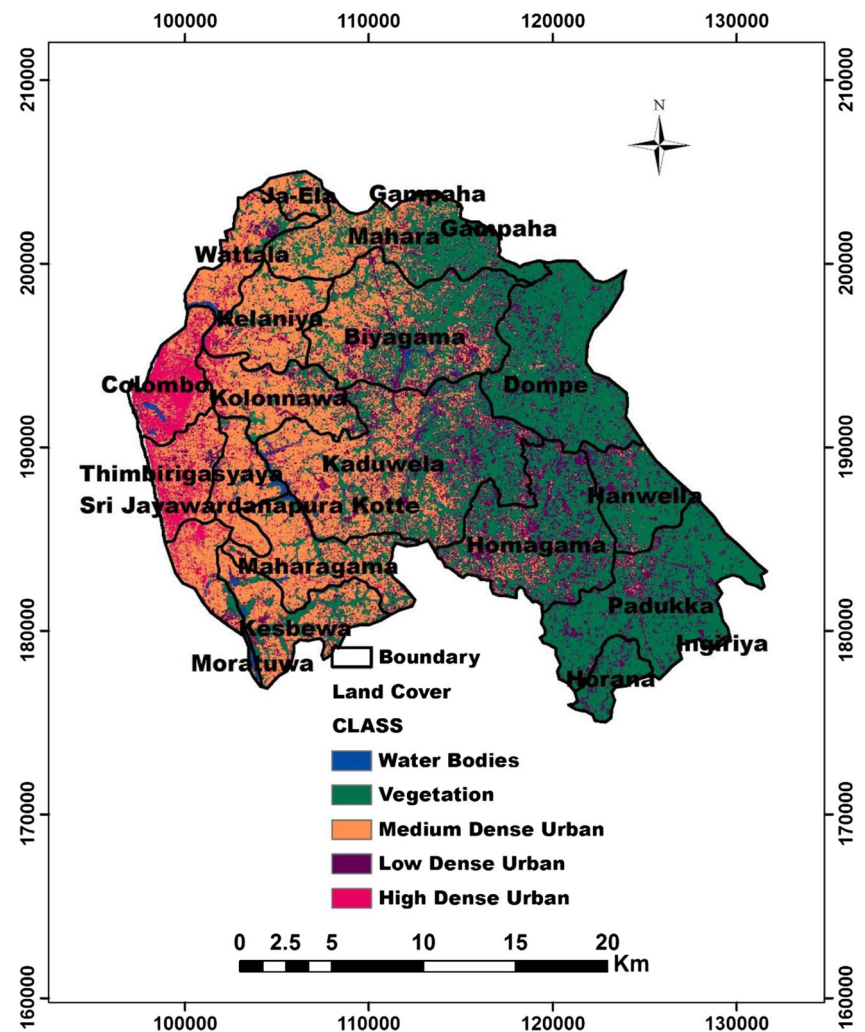 100000 110000 120000 130000
210000 210000
N
Ja-Ela Gampaha
Gampaha
Mahara
Wattala
200000 200000
Kelaniya
Biyagama
Colombo Dompe
Kolonnawa
190000 190000
Kaduwela
Thimbirigasyaya
Hanwella
Sri Jayawardanapura Kotte
Homagama
Maharagama
Padukka
Kesbewa
180000 180000
Ingiriya
Moratuwa
Horana
Boundary
Land Cover
CLASS
Water Bodies
Vegetation
170000 170000
Medium Dense Urban
Low Dense Urban
High Dense Urban
0 2.5 5 10 15 20
Km
160000 160000
100000 110000 120000 130000